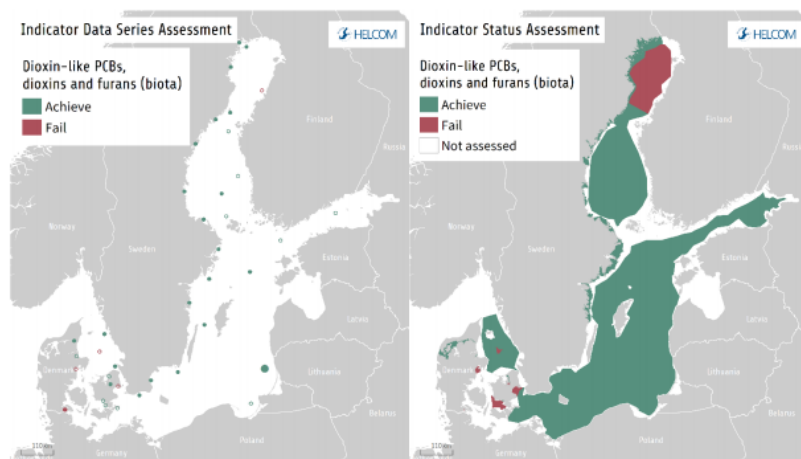 Indicator Data Series Assessment
HELCOM
Dioxin-like PCBs,
dioxins and furans (biota)
Achieve
Fail
Finland
Russia
Norway
Sweden
Estonia
Latvia
Denmark
Lithuania
Belarus
Germany
Poland
Indicator Status Assessment
HELCOM
Dioxin-like PCBs,
dioxins and furans (biota)
Achieve
Fail
Not assessed
Finland
Russia
Norway
Sweden
Estonia
Latvia
Denmark
Lithuania
Belarus
Germany
Poland